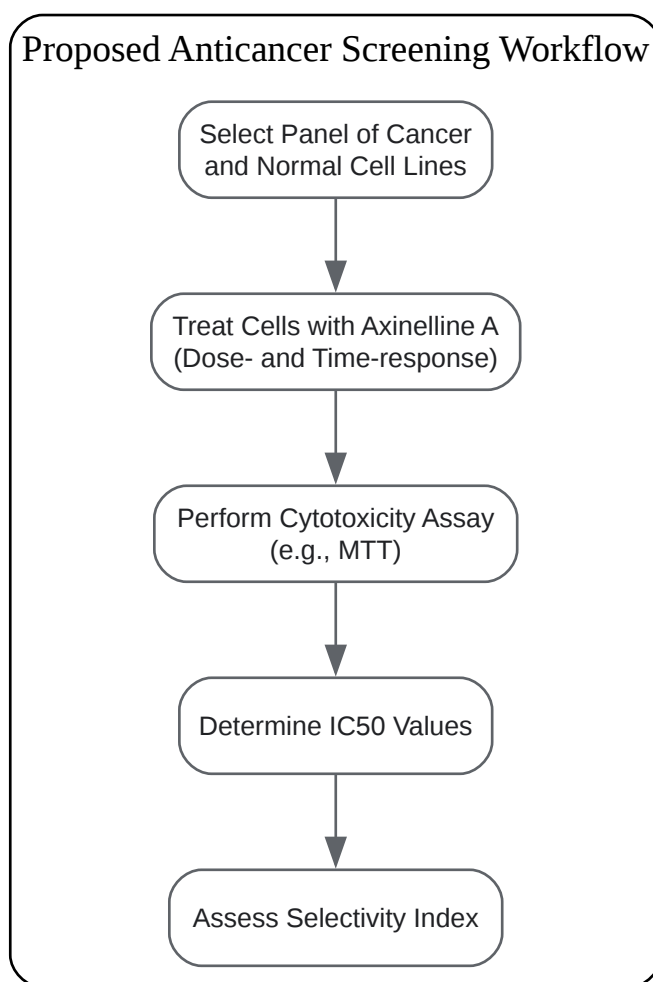 Proposed Anticancer Screening Workflow
Select Panel of Cancer
and Normal Cell Lines
Treat Cells with Axinelline A
(Dose- and Time-response)
Perform Cytotoxicity Assay
(e.g., MTT)
Determine IC50 Values
Assess Selectivity Index